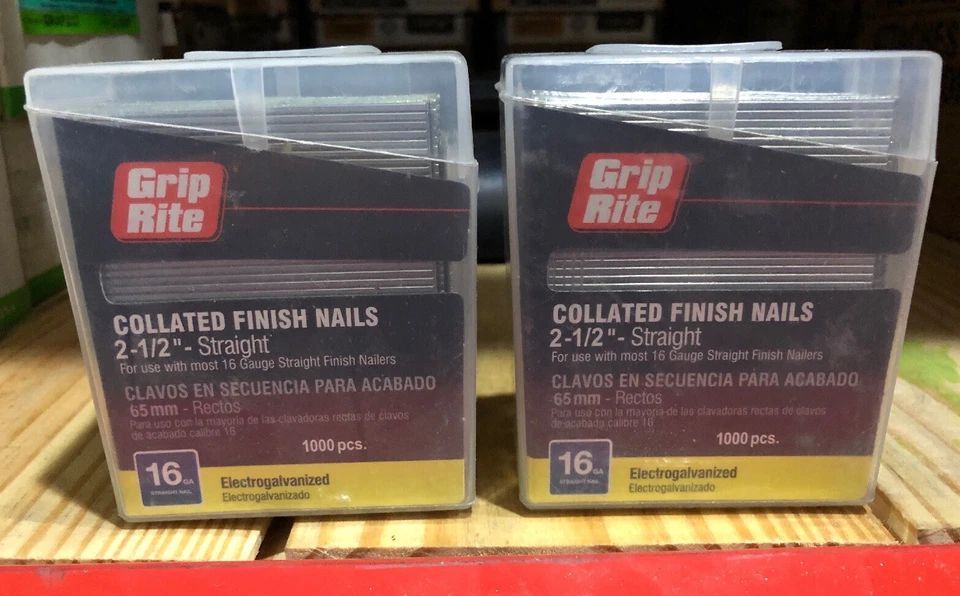 Grip
Rite
COLLATED FINISH NAILS
2-1/2" - Straight
For use with most 16 Gauge Straight Finish Nailers
CLAVOS EN SECUENCIA PARA ACABADO
65 mm - Rectos
Para uso con la mayoría de las clavadoras rectas de clavos
de acabado calibre 16
1000 pcs.
16 GA
STRAIGHT NAIL
Electrogalvanized
Electrogalvanizado
Grip
Rite
COLLATED FINISH NAILS
2-1/2" - Straight
For use with most 16 Gauge Straight Finish Nailers
CLAVOS EN SECUENCIA PARA ACABADO
65 mm - Rectos
Para uso con la mayoría de las clavadoras rectas de clavos
de acabado calibre 16
1000 pcs.
16 GA
STRAIGHT NAIL
Electrogalvanized
Electrogalvanizado